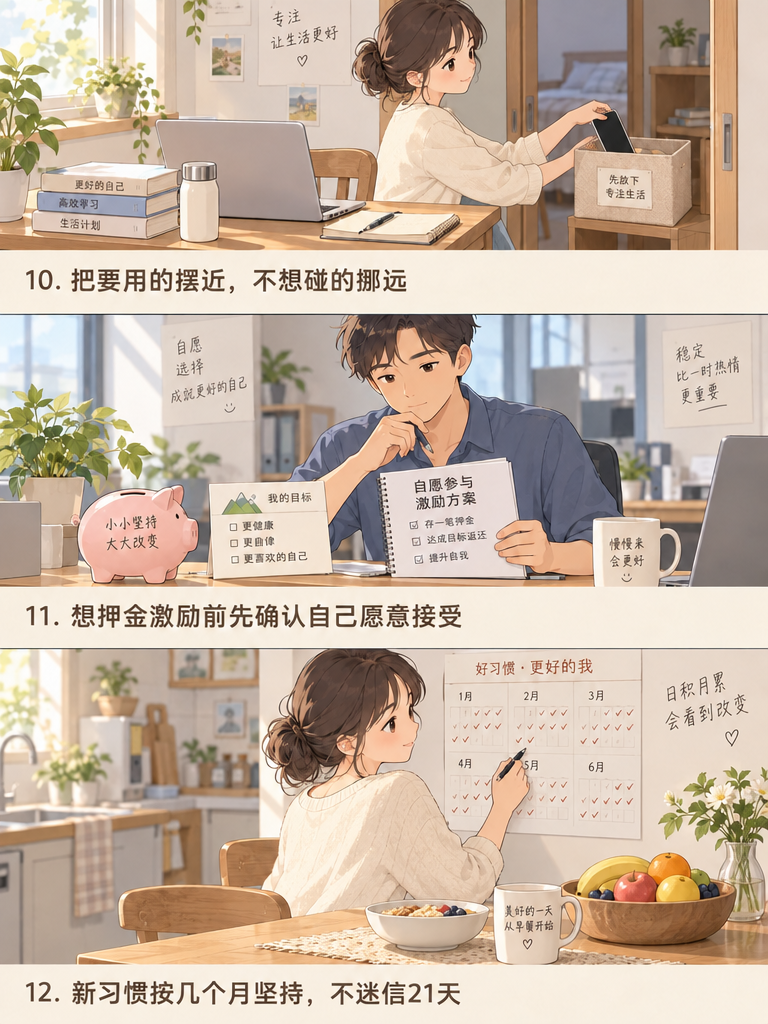 专注
让生活更好
♡
更好的自己
高效学习
生活计划
先放下
专注生活
10. 把要用的摆近，不想碰的挪远
自愿
选择
成就更好的自己
稳定
比一时热情
更重要
小小坚持
大大改变
我的目标
更健康
更自律
更喜欢的自己
自愿参与
激励方案
存一笔押金
达成目标返还
提升自我
慢慢来
会更好
11. 想押金激励前先确认自己愿意接受
好习惯·更好的我
1月
2月
3月
4月
5月
6月
日积月累
会看到改变
♡
美好的一天
从早餐开始
♡
12. 新习惯按几个月坚持，不迷信21天